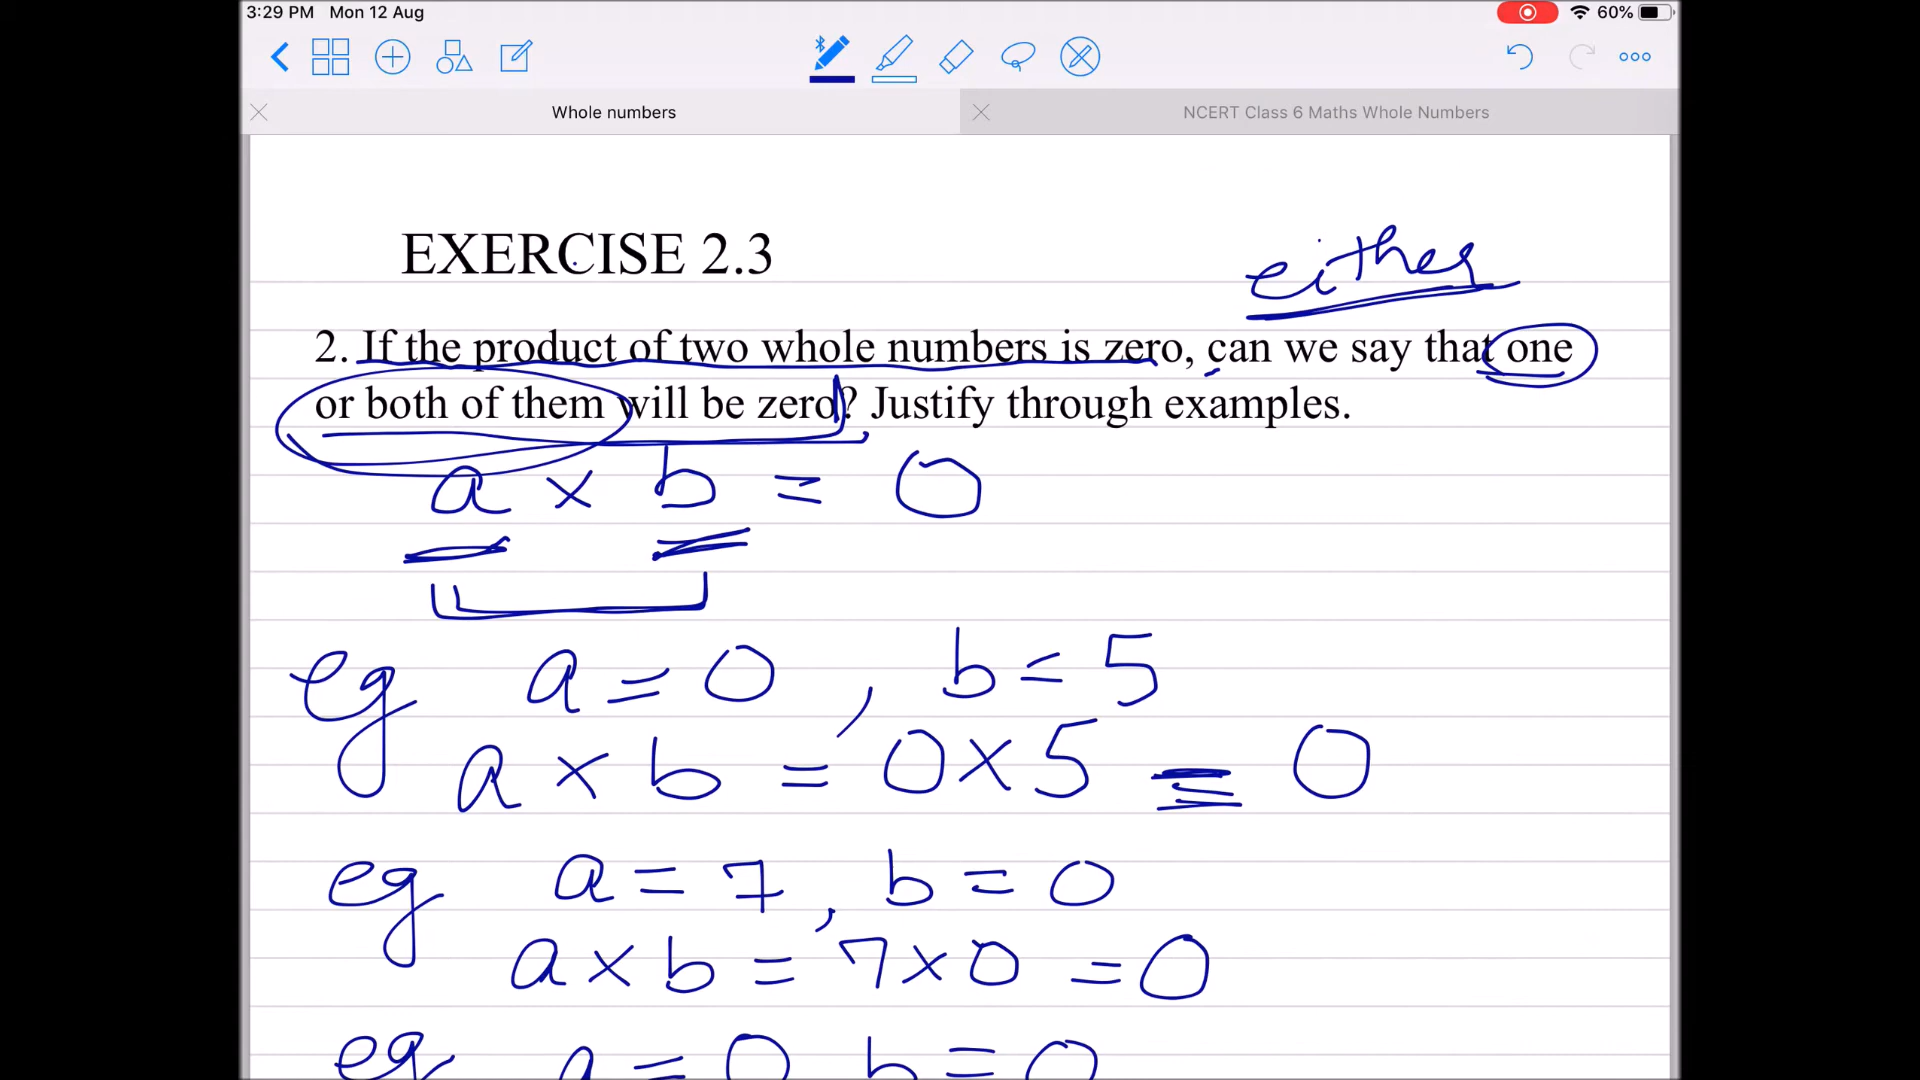 3:29 PM Mon 12 Aug
60%
Whole numbers
NCERT Class 6 Maths Whole Numbers
EXERCISE 2.3
either
2. If the product of two whole numbers is zero, can we say that one
or both of them will be zero? Justify through examples.
a × b = 0
eg a = 0, b = 5
a × b = 0 × 5 = 0
eg a = 7, b = 0
a × b = 7 × 0 = 0
eg a = 0 b = 0